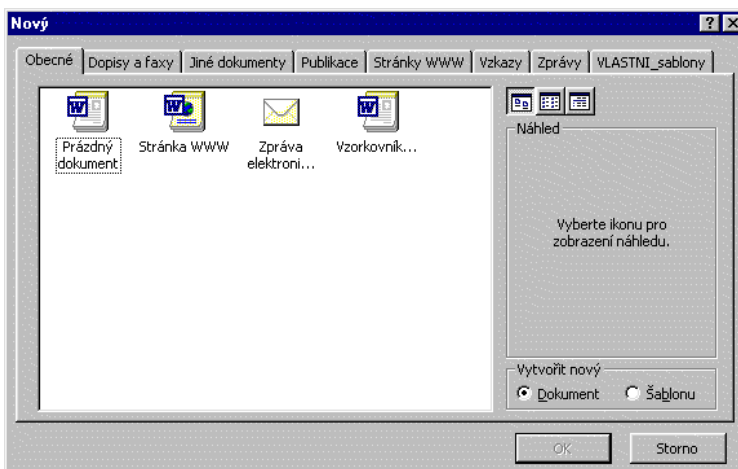 Nový
Obecné Dopisy a faxy Jiné dokumenty Publikace Stránky WWW Vzkazy Zprávy VLASTNI_sablony
Prázdný dokument
Stránka WWW
Zpráva elektroni...
Vzorkovník...
Náhled
Vyberte ikonu pro
zobrazení náhledu.
Vytvořit nový
Dokument Šablonu
OK Storno